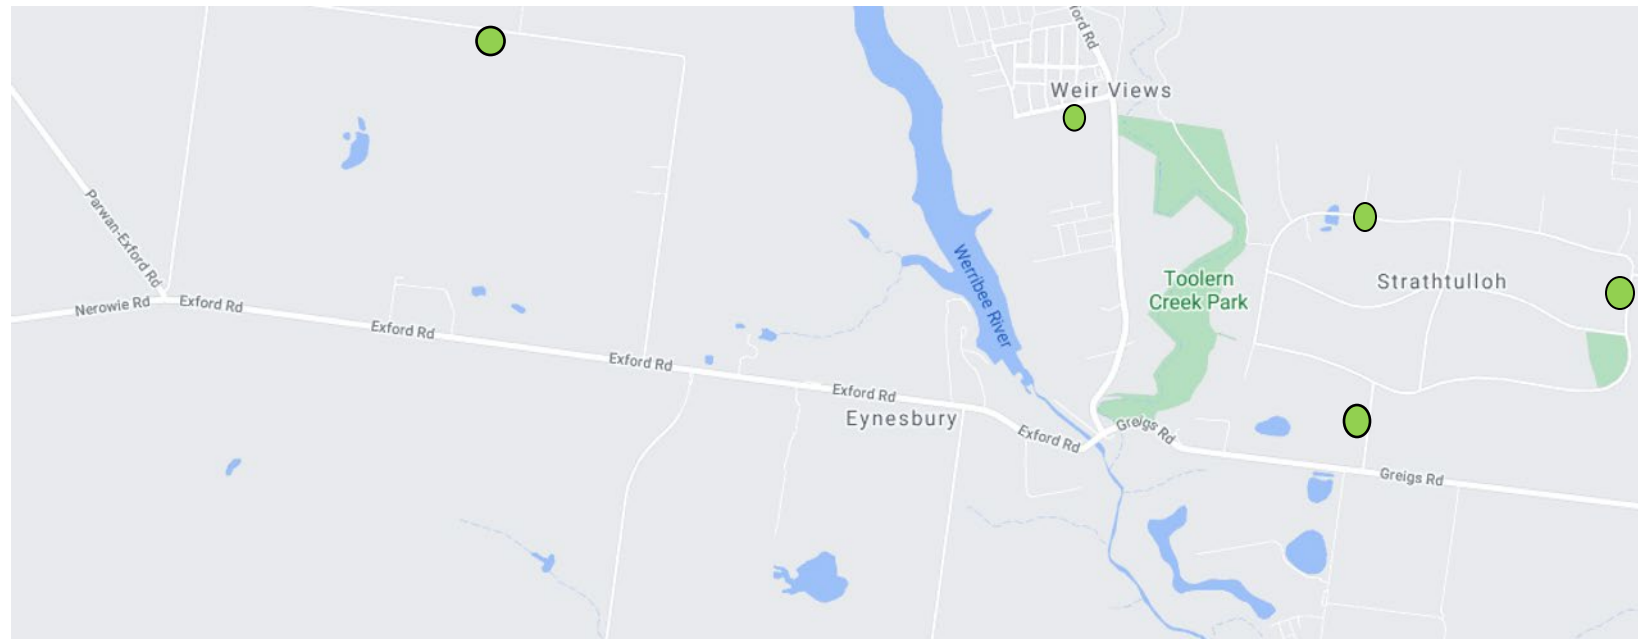 ford Rd
Weir Views
Parwan-Exford Rd
Werribee River
Toolern
Creek Park
Strathtulloh
Nerowie Rd
Exford Rd
Exford Rd
Exford Rd
Exford Rd
Eynesbury
Exford Rd
Greigs Rd
Greigs Rd